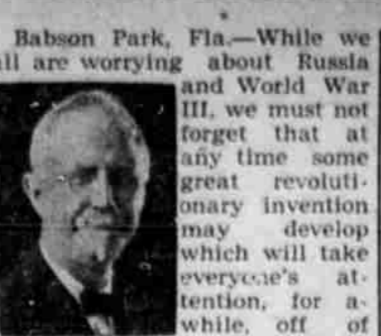 Babson Park, Fla.—While we
all are worrying about Russia
and World War
III, we must not
forget that at
any time some
great revoluti-
onary invention
may develop
which will take
everyone's at-
tention, for a-
while, off of